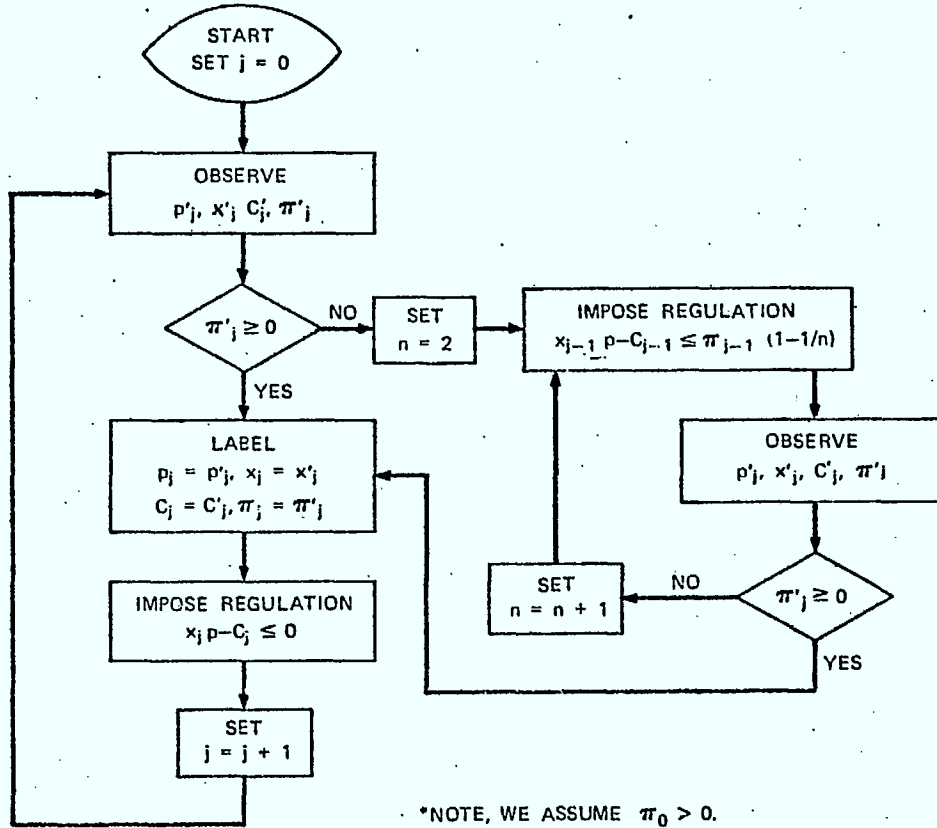 START
SET j = 0
OBSERVE
p'j, x'j C'j, π'j
π'j ≥ 0
NO
SET
n = 2
IMPOSE REGULATION
xj−1 p−Cj−1 ≤ πj−1 (1−1/n)
YES
LABEL
pj = p'j, xj = x'j
Cj = C'j, πj = π'j
OBSERVE
p'j, x'j, C'j, π'j
IMPOSE REGULATION
xj p−Cj ≤ 0
SET
n = n + 1
NO
π'j ≥ 0
YES
SET
j = j + 1
*NOTE, WE ASSUME π0 > 0.